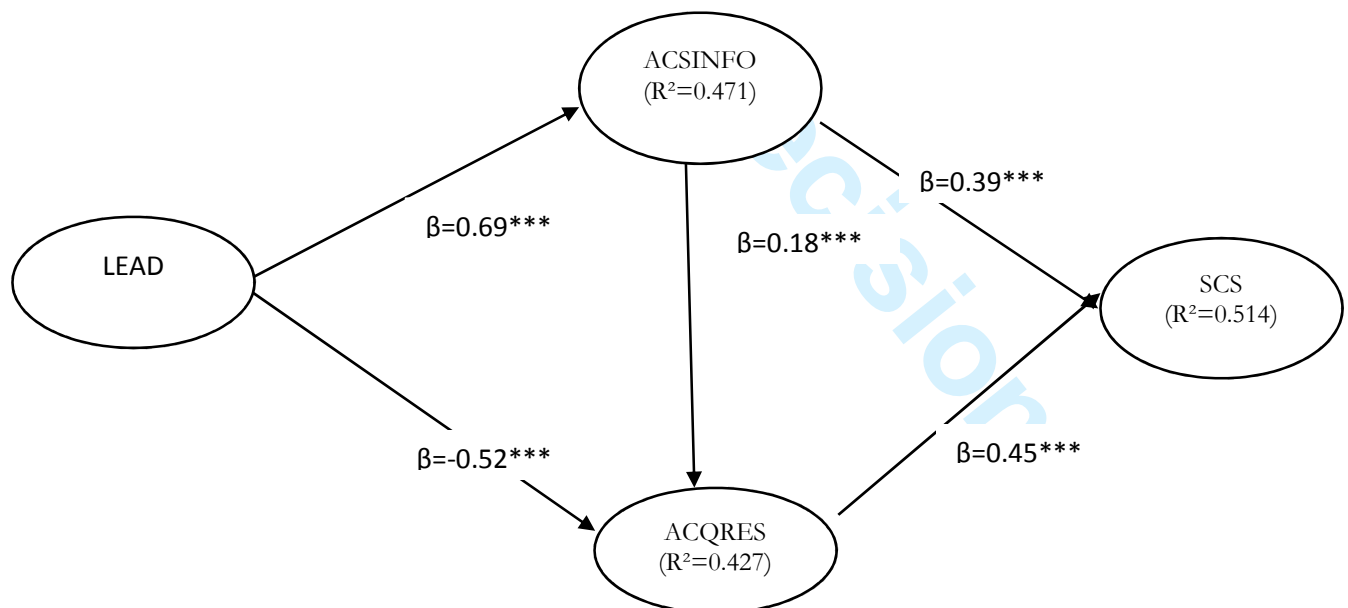 ACSINFO
(R²=0.471)
β=0.39***
β=0.69***
β=0.18***
LEAD
SCS
(R²=0.514)
β=-0.52***
β=0.45***
ACQRES
(R²=0.427)